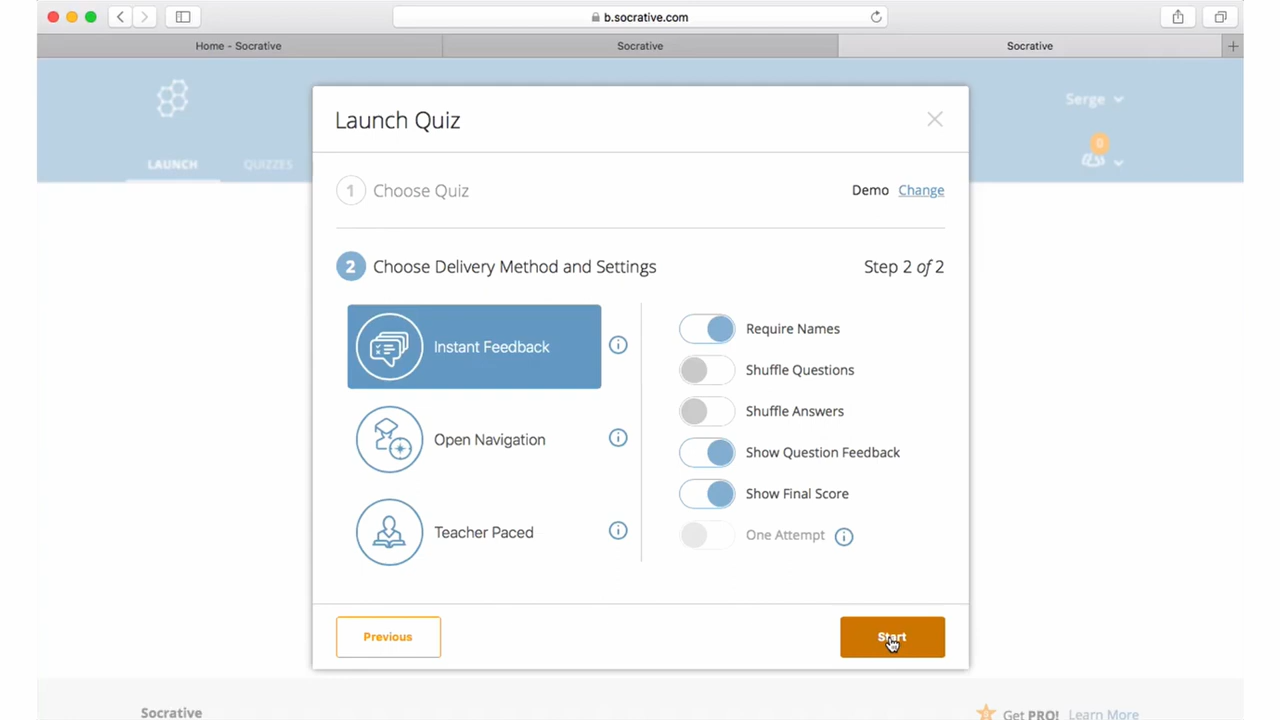 b.socrative.com
Home - Socrative
Socrative
Socrative
Serge
0
LAUNCH
QUIZZES
Launch Quiz
1 Choose Quiz
Demo Change
2 Choose Delivery Method and Settings
Step 2 of 2
Instant Feedback
Open Navigation
Teacher Paced
Require Names
Shuffle Questions
Shuffle Answers
Show Question Feedback
Show Final Score
One Attempt
Previous
Start
Socrative
Get PRO! Learn More